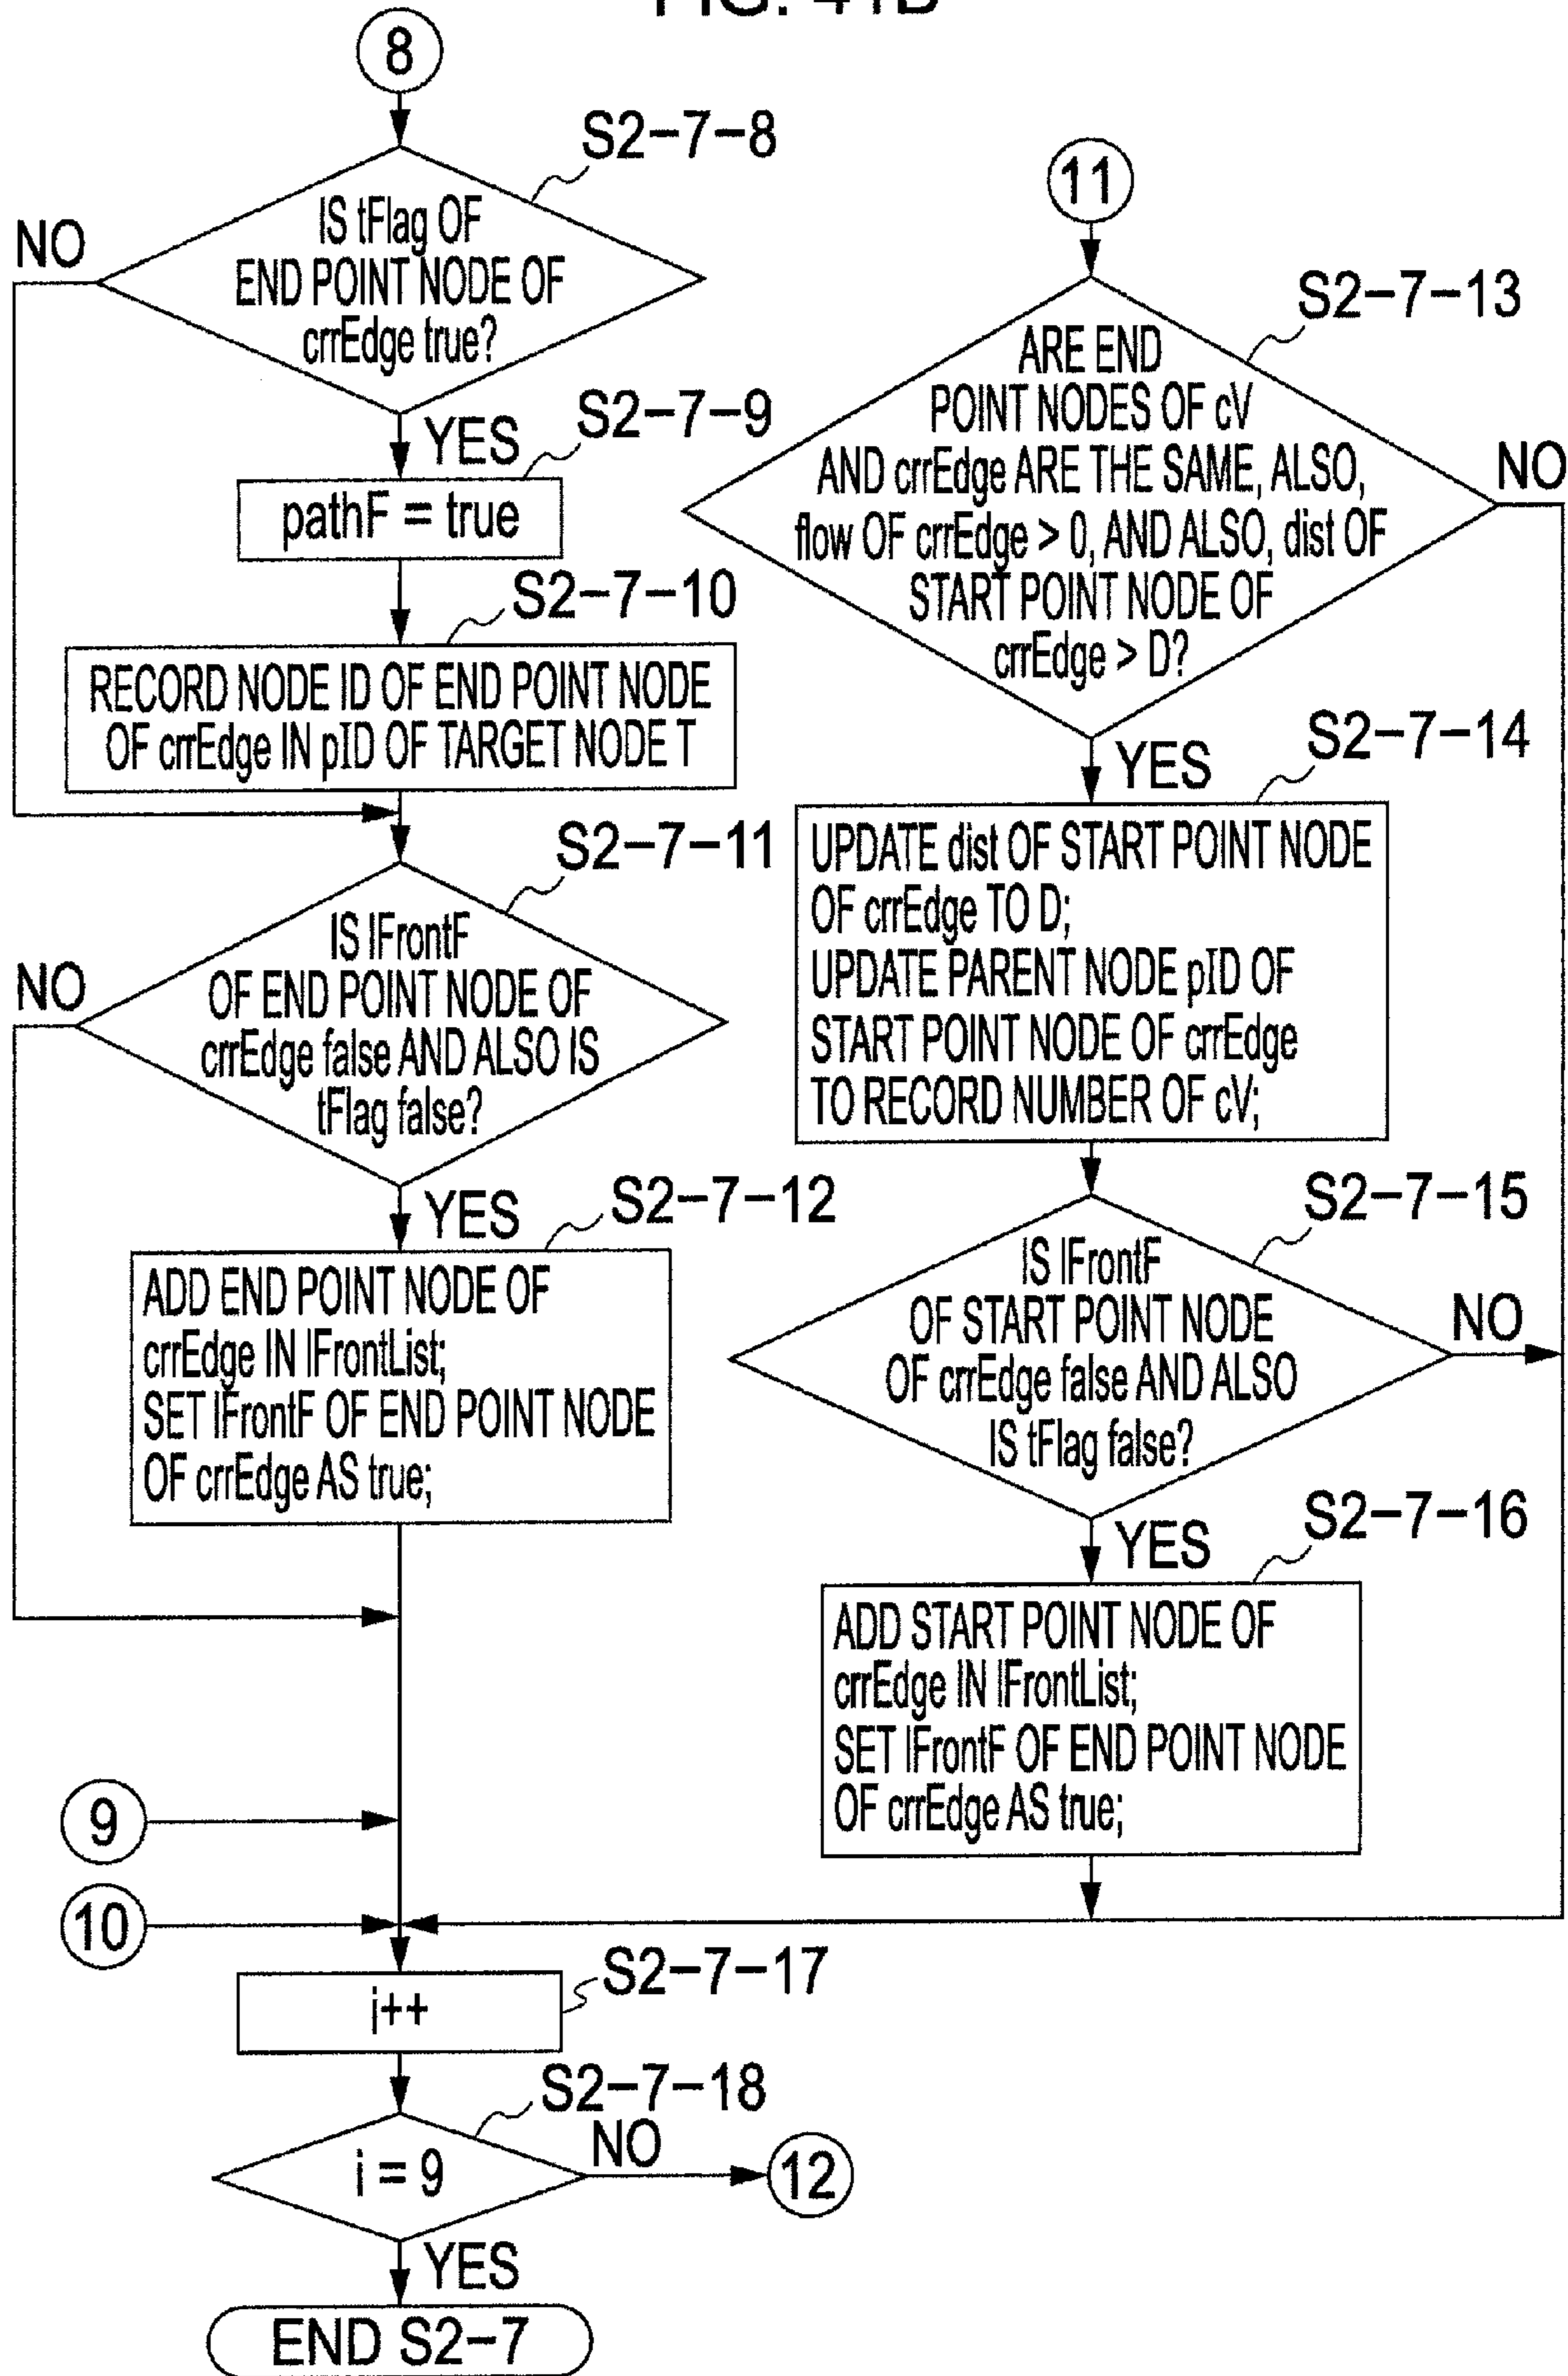 8
S2-7-8
IS tFlag OF
END POINT NODE OF
crrEdge true?
NO
YES
S2-7-9
pathF = true
S2-7-10
RECORD NODE ID OF END POINT NODE
OF crrEdge IN pID OF TARGET NODE T
S2-7-11
IS lFrontF
OF END POINT NODE OF
crrEdge false AND ALSO IS
tFlag false?
NO
YES
S2-7-12
ADD END POINT NODE OF
crrEdge IN lFrontList;
SET lFrontF OF END POINT NODE
OF crrEdge AS true;
9
10
11
S2-7-13
ARE END
POINT NODES OF cV
AND crrEdge ARE THE SAME, ALSO,
flow OF crrEdge > 0, AND ALSO, dist OF
START POINT NODE OF
crrEdge > D?
NO
YES
S2-7-14
UPDATE dist OF START POINT NODE
OF crrEdge TO D;
UPDATE PARENT NODE pID OF
START POINT NODE OF crrEdge
TO RECORD NUMBER OF cV;
S2-7-15
IS lFrontF
OF START POINT NODE
OF crrEdge false AND ALSO
IS tFlag false?
NO
YES
S2-7-16
ADD START POINT NODE OF
crrEdge IN lFrontList;
SET lFrontF OF END POINT NODE
OF crrEdge AS true;
S2-7-17
i++
S2-7-18
i = 9
NO
12
YES
END S2-7